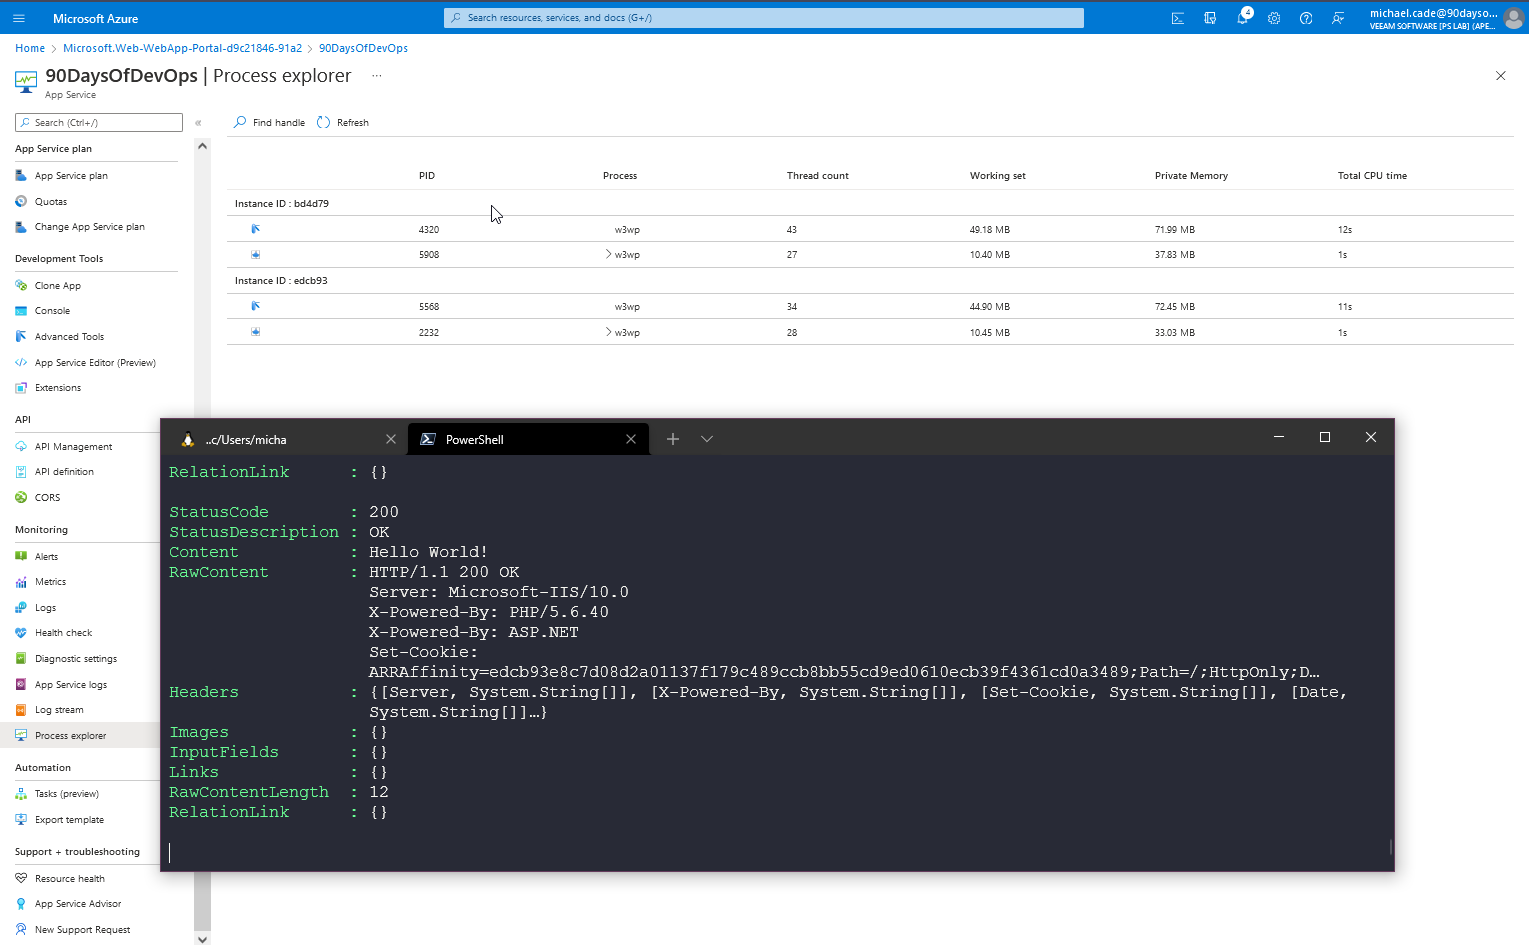 Microsoft Azure
Search resources, services, and docs (G+/)
4
michael.cade@90dayso...
VEEAM SOFTWARE [PS LAB] (APE...
Home > Microsoft.Web-WebApp-Portal-d9c21846-91a2 > 90DaysOfDevOps
90DaysOfDevOps | Process explorer ...
App Service
Search (Ctrl+/)
«
Find handle
Refresh
App Service plan
App Service plan
Quotas
Change App Service plan
Development Tools
Clone App
Console
Advanced Tools
App Service Editor (Preview)
Extensions
API
API Management
API definition
CORS
Monitoring
Alerts
Metrics
Logs
Health check
Diagnostic settings
App Service logs
Log stream
Process explorer
Automation
Tasks (preview)
Export template
Support + troubleshooting
Resource health
App Service Advisor
New Support Request
PID Process Thread count Working set Private Memory Total CPU time
Instance ID : bd4d79
4320 w3wp 43 49.18 MB 71.99 MB 12s
5908 > w3wp 27 10.40 MB 37.83 MB 1s
Instance ID : edcb93
5568 w3wp 34 44.90 MB 72.45 MB 11s
2232 > w3wp 28 10.45 MB 33.03 MB 1s
..c/Users/micha
PowerShell
RelationLink : {}
StatusCode : 200
StatusDescription : OK
Content : Hello World!
RawContent : HTTP/1.1 200 OK
Server: Microsoft-IIS/10.0
X-Powered-By: PHP/5.6.40
X-Powered-By: ASP.NET
Set-Cookie:
ARRAffinity=edcb93e8c7d08d2a01137f179c489ccb8bb55cd9ed0610ecb39f4361cd0a3489;Path=/;HttpOnly;D…
Headers : {[Server, System.String[]], [X-Powered-By, System.String[]], [Set-Cookie, System.String[]], [Date,
System.String[]]…}
Images : {}
InputFields : {}
Links : {}
RawContentLength : 12
RelationLink : {}